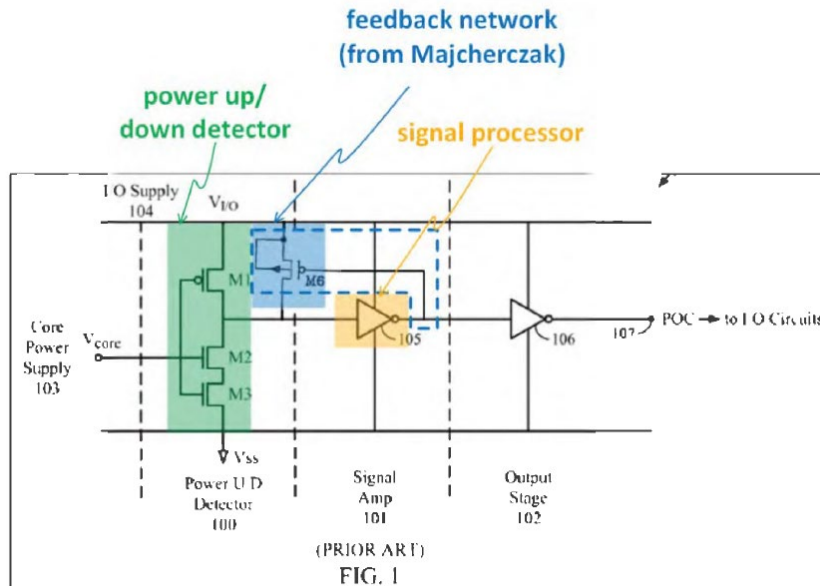 feedback network
(from Majcherczak)
power up/
down detector
signal processor
I O Supply
104
VI/O
M1
M6
Core
Power
Supply
103
Vcore
M2
M3
105
106
107
POC
to I O Circuits
Vss
Power U D
Detector
100
Signal
Amp
101
Output
Stage
102
(PRIOR ART)
FIG. 1